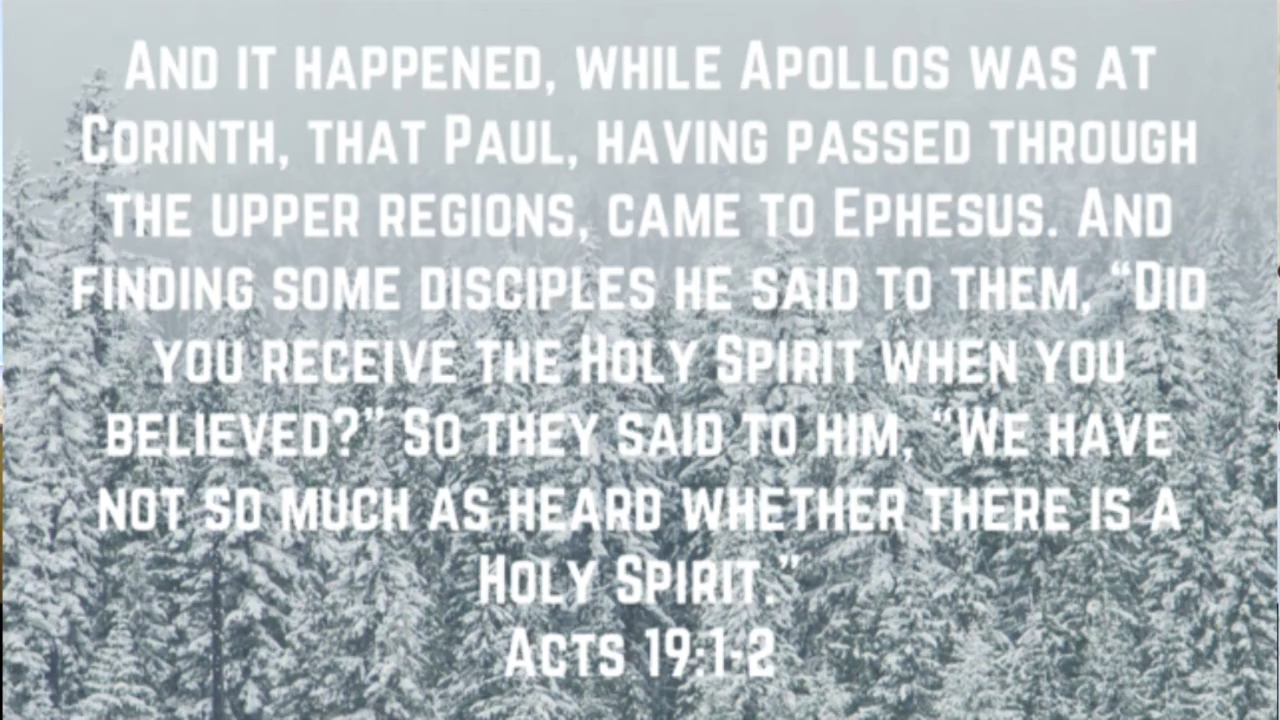 And it happened, while Apollos was at
Corinth, that Paul, having passed through
the upper regions, came to Ephesus. And
finding some disciples he said to them, “Did
you receive the Holy Spirit when you
believed?” So they said to him, “We have
not so much as heard whether there is a
Holy Spirit.”
Acts 19:1-2